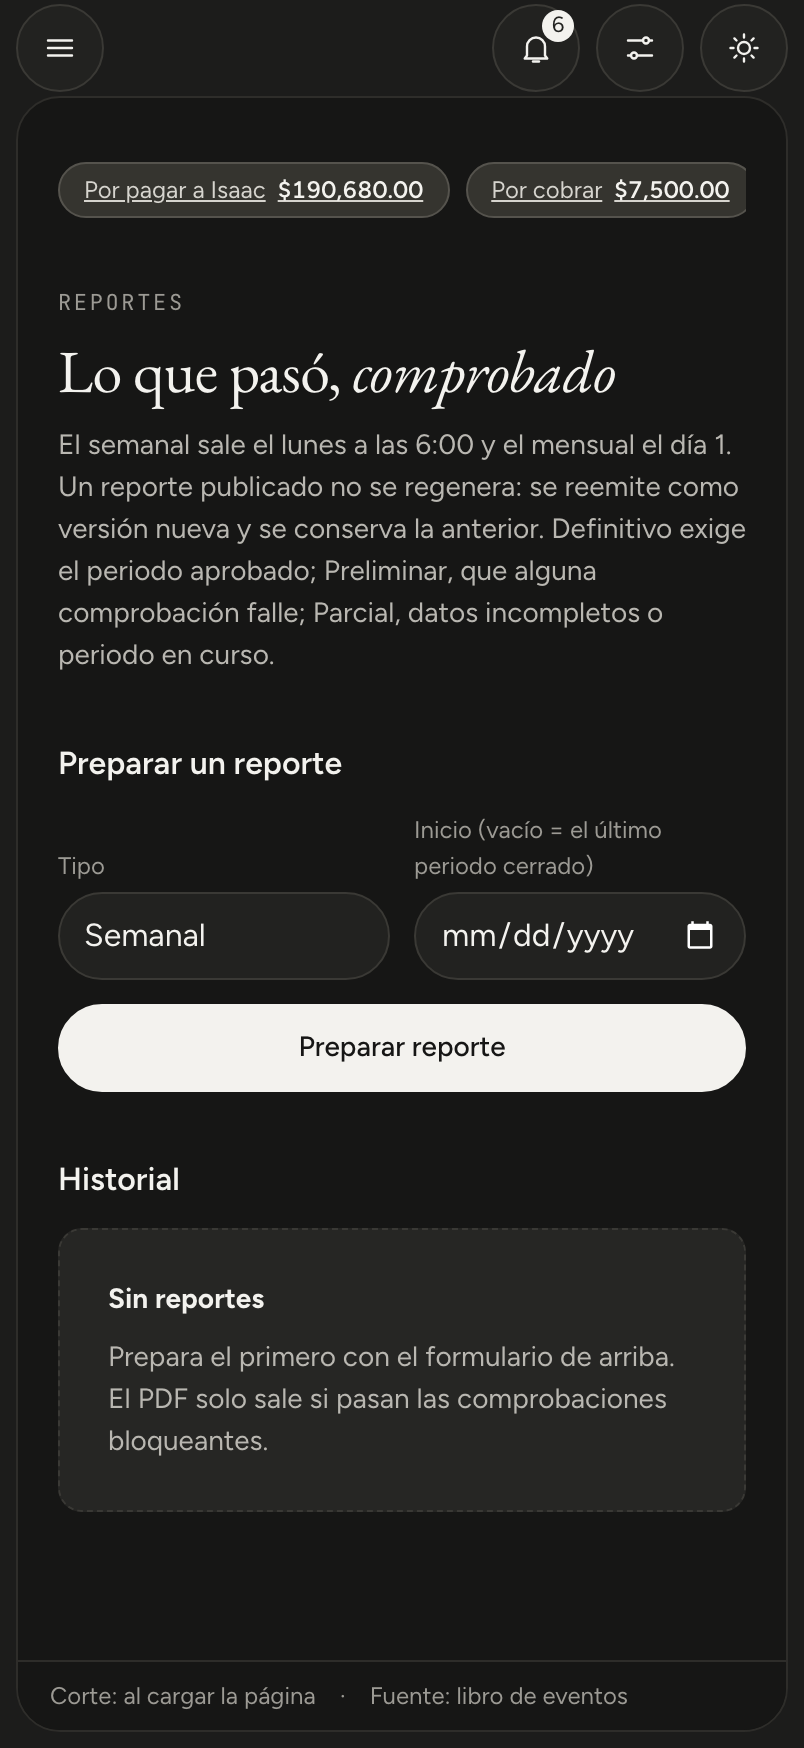 6
Por pagar a Isaac $190,680.00 Por cobrar $7,500.00
REPORTES
Lo que pasó, comprobado
El semanal sale el lunes a las 6:00 y el mensual el día 1.
Un reporte publicado no se regenera: se reemite como
versión nueva y se conserva la anterior. Definitivo exige
el periodo aprobado; Preliminar, que alguna
comprobación falle; Parcial, datos incompletos o
periodo en curso.
Preparar un reporte
Tipo
Inicio (vacío = el último
periodo cerrado)
Semanal
mm/dd/yyyy
Preparar reporte
Historial
Sin reportes
Prepara el primero con el formulario de arriba.
El PDF solo sale si pasan las comprobaciones
bloqueantes.
Corte: al cargar la página · Fuente: libro de eventos